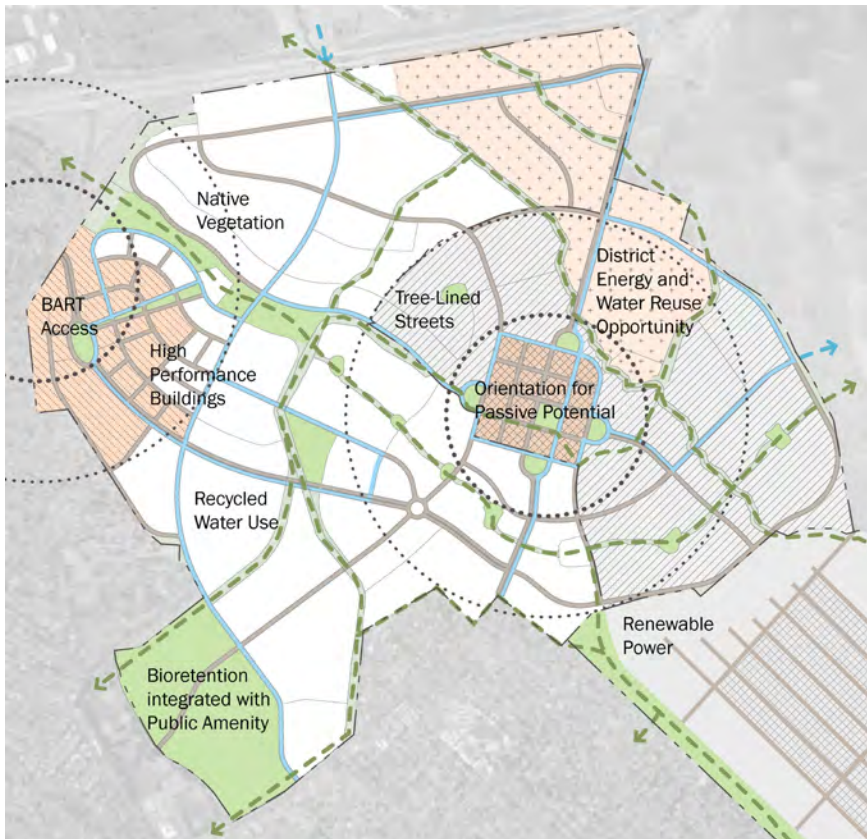 Native
Vegetation
BART
Access
High
Performance
Buildings
Tree-Lined
Streets
District
Energy and
Water Reuse
Opportunity
Orientation for
Passive Potential
Recycled
Water Use
Renewable
Power
Bioretention
integrated with
Public Amenity